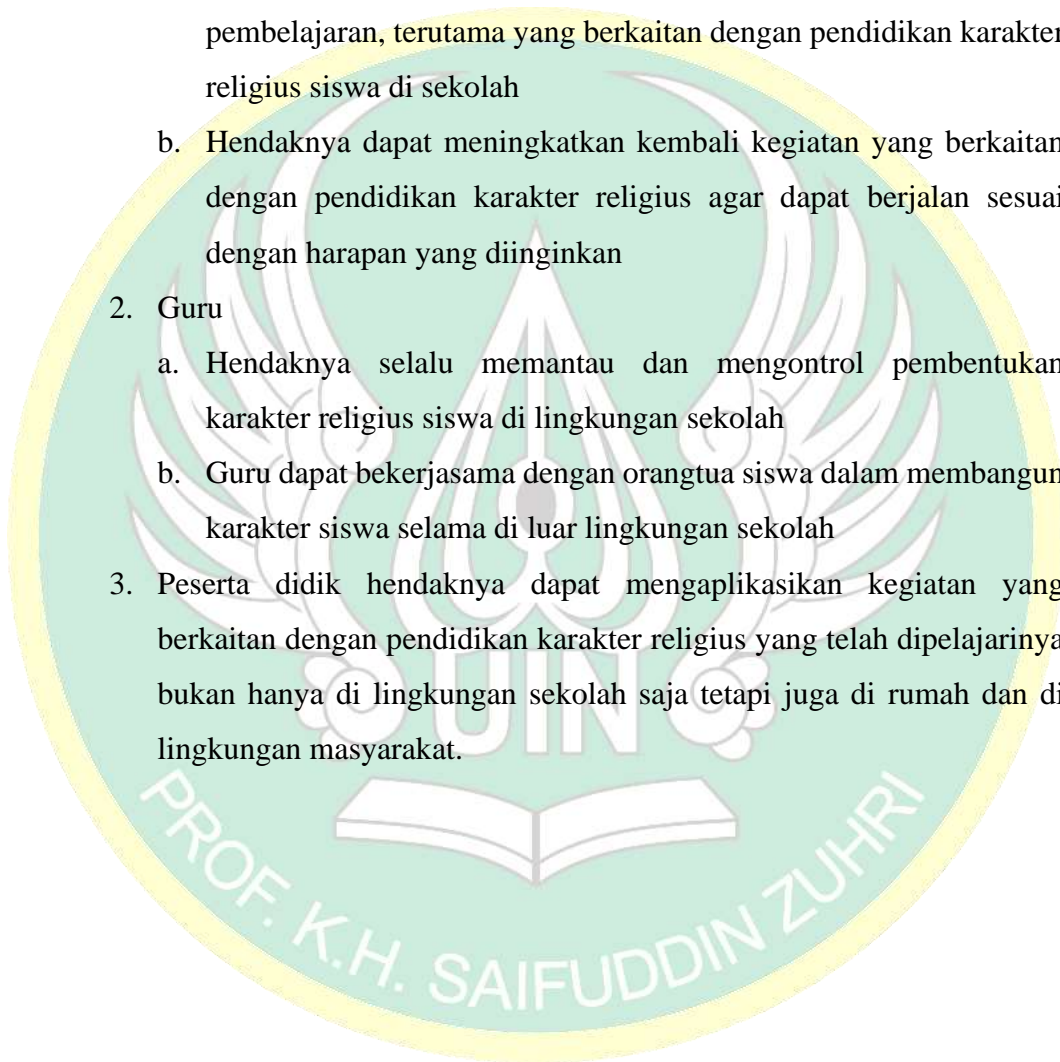 pembelajaran, terutama yang berkaitan dengan pendidikan karakter
religius siswa di sekolah
b. Hendaknya dapat meningkatkan kembali kegiatan yang berkaitan
dengan pendidikan karakter religius agar dapat berjalan sesuai
dengan harapan yang diinginkan
2. Guru
a. Hendaknya selalu memantau dan mengontrol pembentukan
karakter religius siswa di lingkungan sekolah
b. Guru dapat bekerjasama dengan orangtua siswa dalam membangun
karakter siswa selama di luar lingkungan sekolah
3. Peserta didik hendaknya dapat mengaplikasikan kegiatan yang
berkaitan dengan pendidikan karakter religius yang telah dipelajarinya
bukan hanya di lingkungan sekolah saja tetapi juga di rumah dan di
lingkungan masyarakat.
UIN
PROF. K.H. SAIFUDDIN ZUHRI